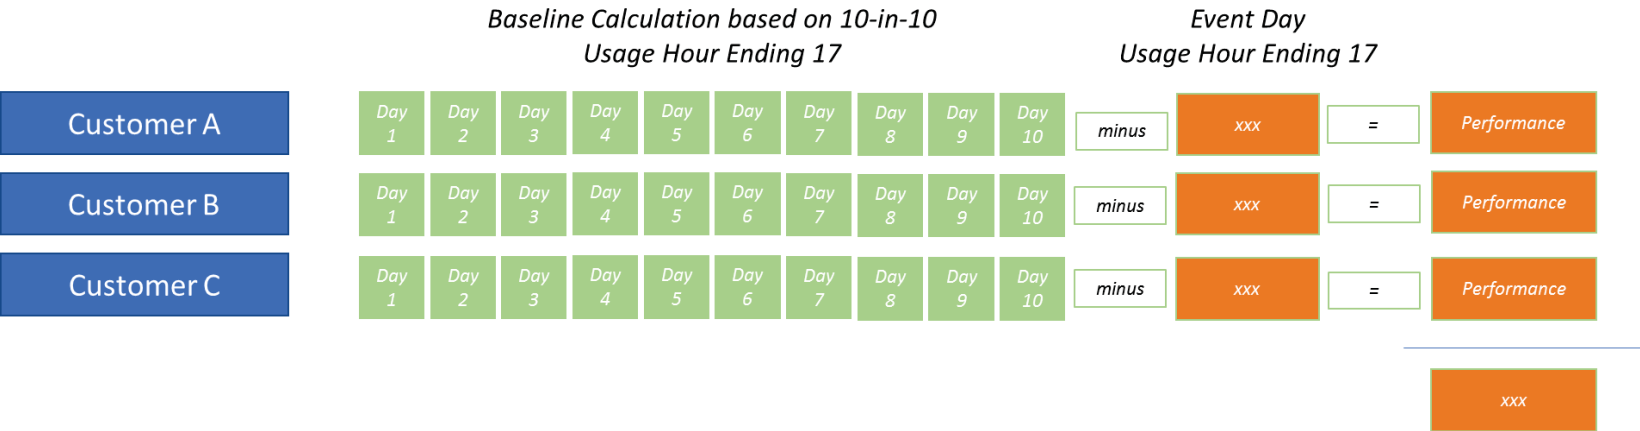 Baseline Calculation based on 10-in-10
Usage Hour Ending 17
Event Day
Usage Hour Ending 17
Customer A
Day 1
Day 2
Day 3
Day 4
Day 5
Day 6
Day 7
Day 8
Day 9
Day 10
minus
xxx
=
Performance
Customer B
Day 1
Day 2
Day 3
Day 4
Day 5
Day 6
Day 7
Day 8
Day 9
Day 10
minus
xxx
=
Performance
Customer C
Day 1
Day 2
Day 3
Day 4
Day 5
Day 6
Day 7
Day 8
Day 9
Day 10
minus
xxx
=
Performance
xxx